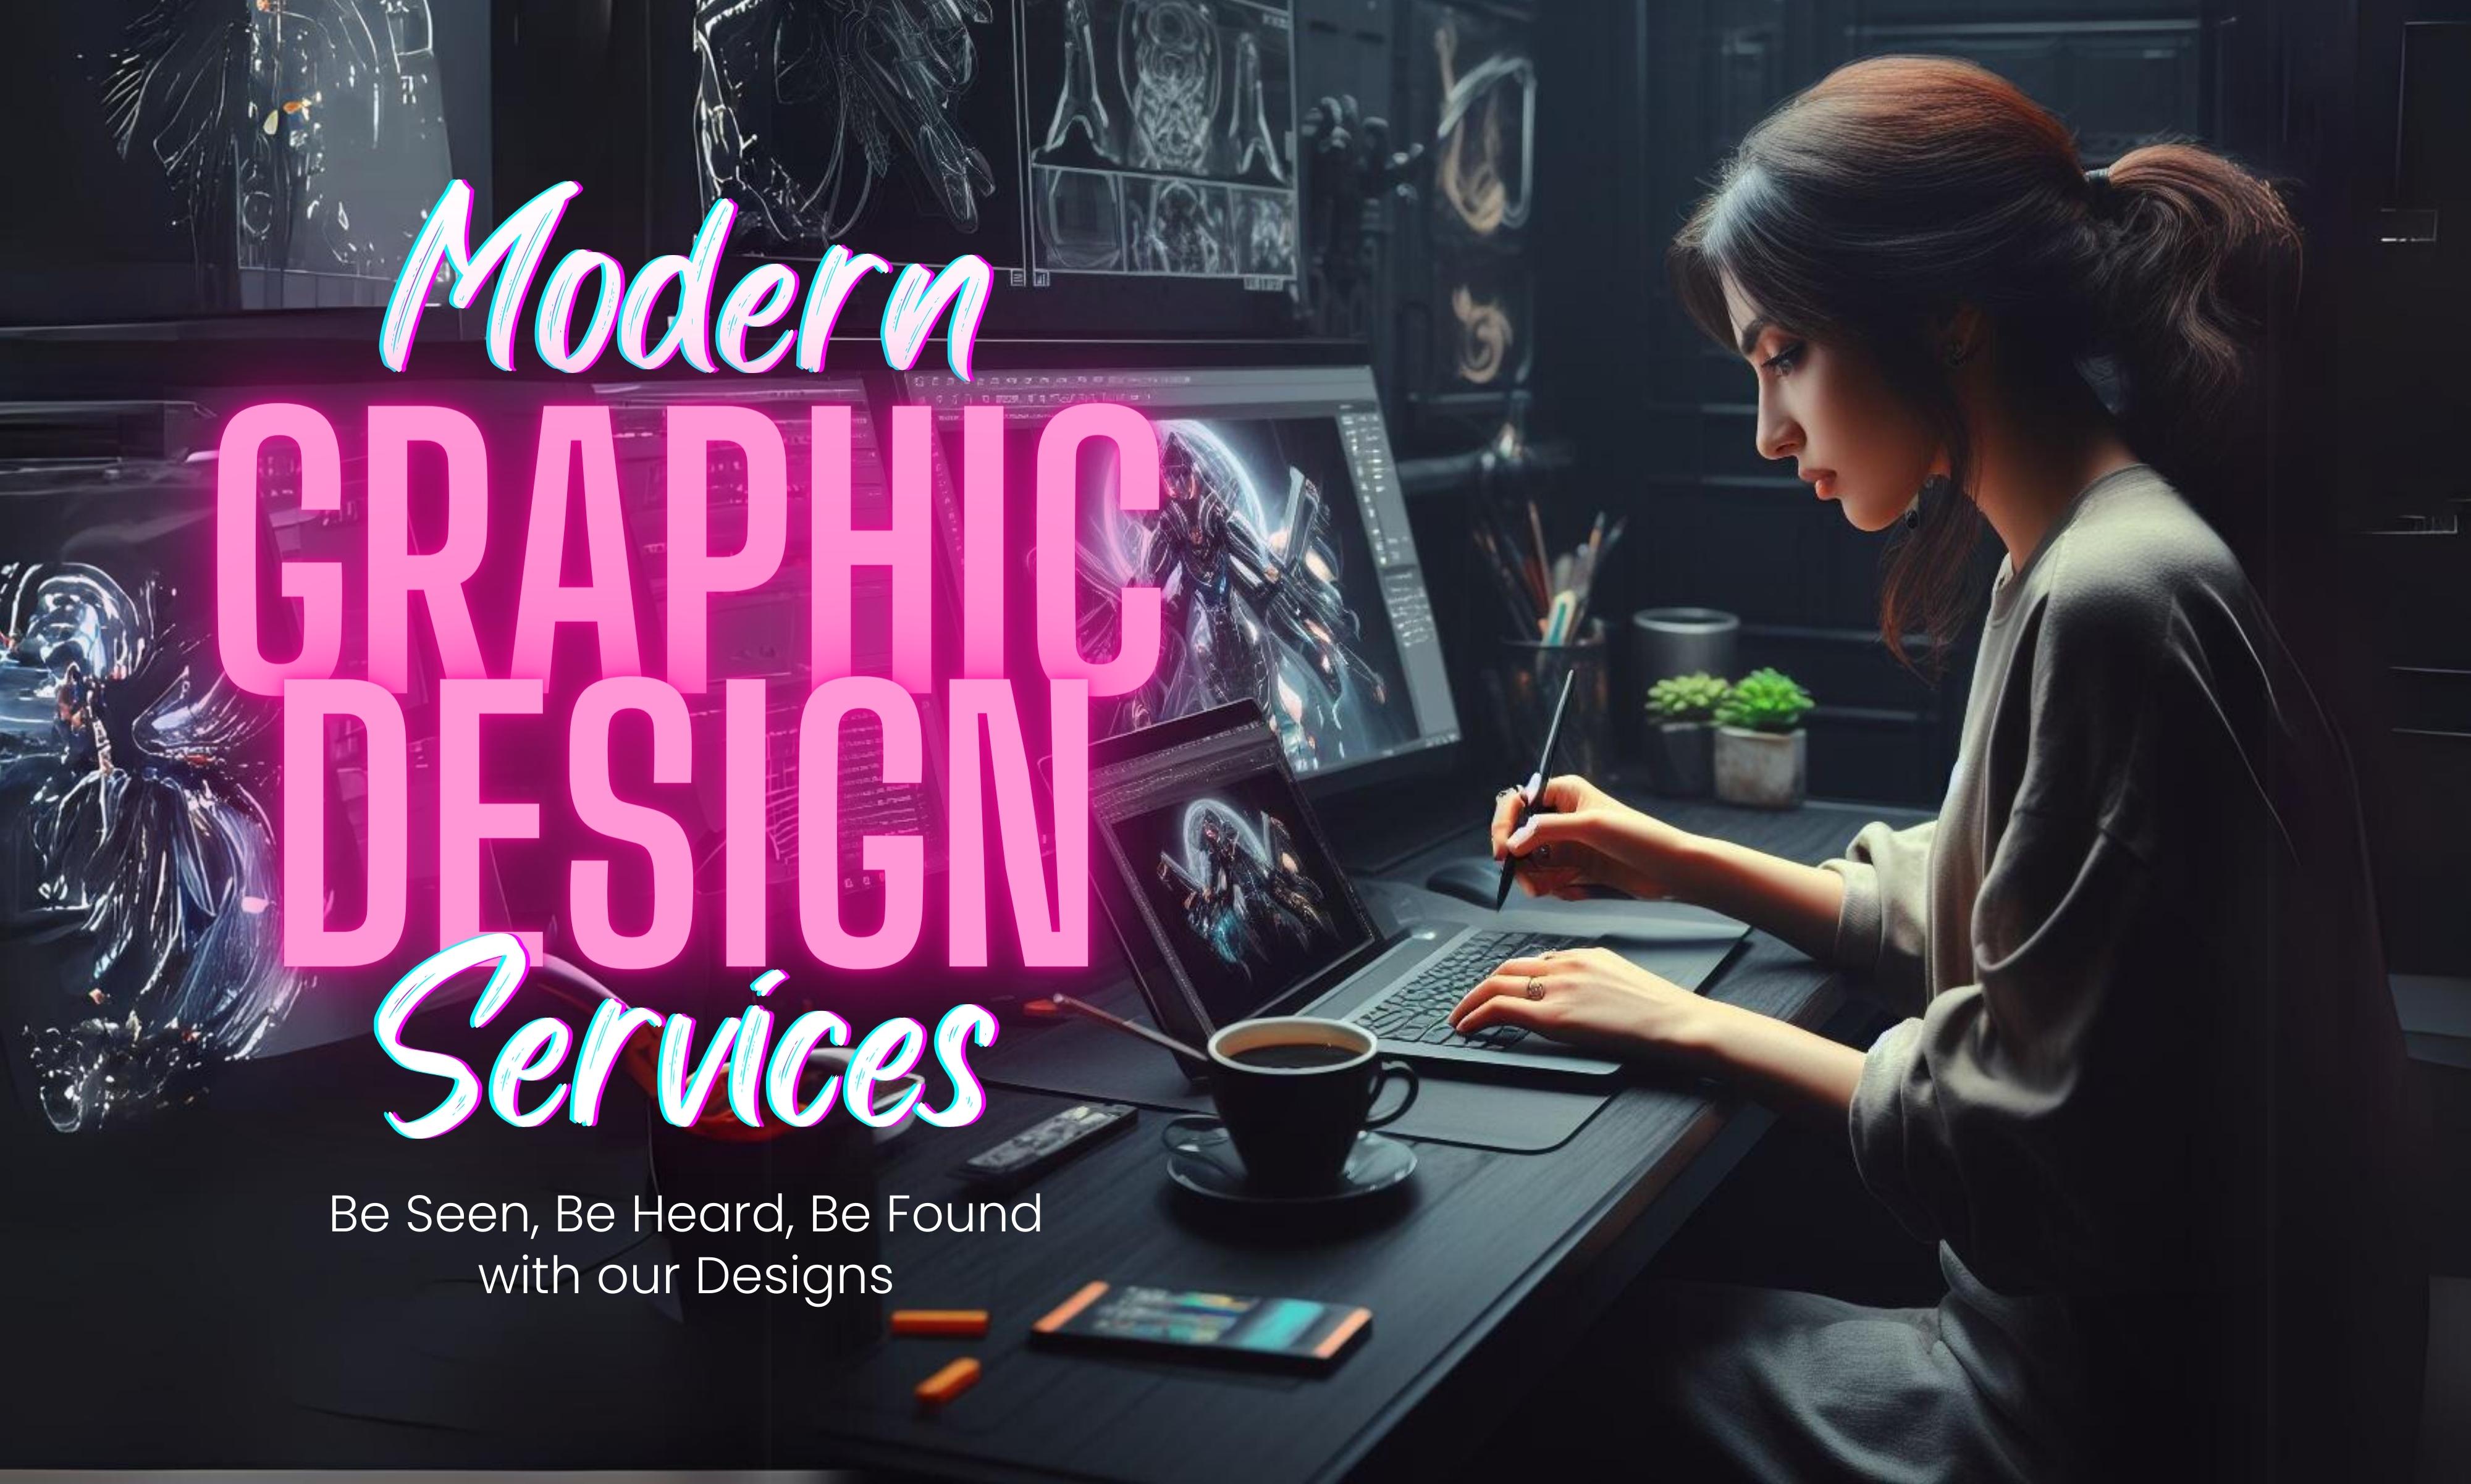 Modern
GRAPHIC
DESIGN
Services
Be Seen, Be Heard, Be Found
with our Designs